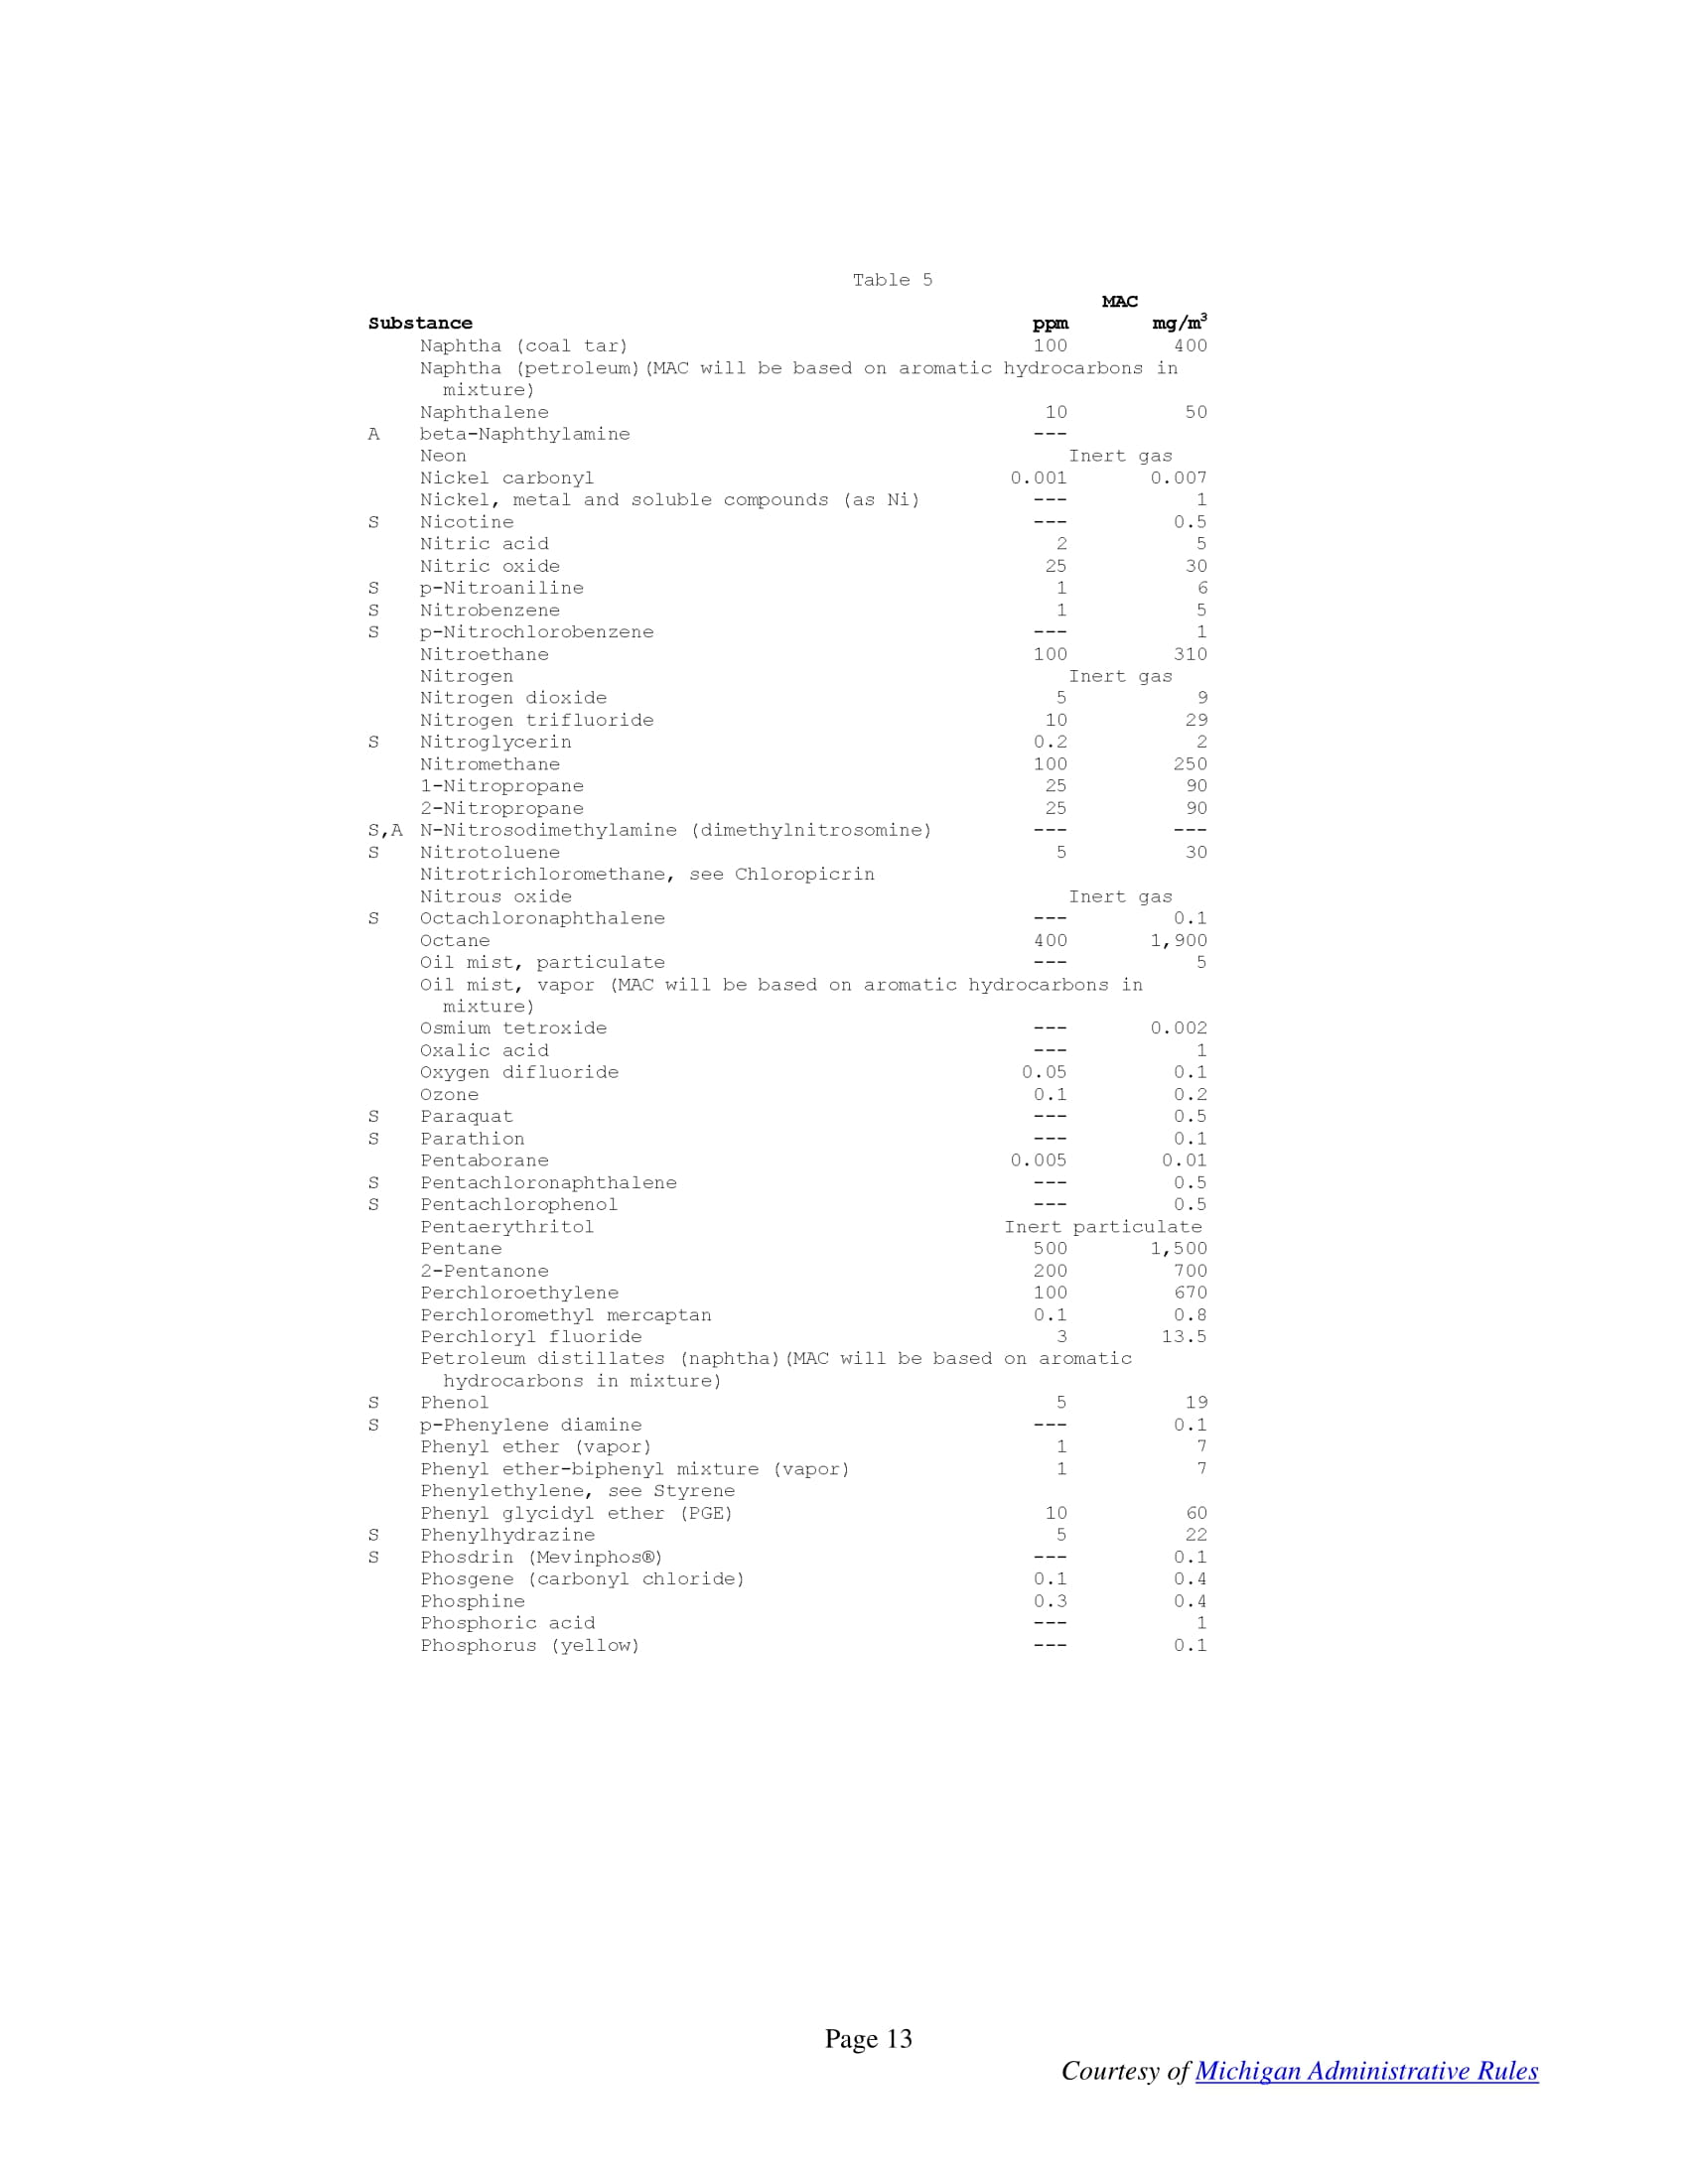 Table 5
MAC
Substance ppm mg/m³
Naphtha (coal tar) 100 400
Naphtha (petroleum)(MAC will be based on aromatic hydrocarbons in
mixture)
Naphthalene 10 50
A beta-Naphthylamine ---
Neon Inert gas
Nickel carbonyl 0.001 0.007
Nickel, metal and soluble compounds (as Ni) --- 1
S Nicotine --- 0.5
Nitric acid 2 5
Nitric oxide 25 30
S p-Nitroaniline 1 6
S Nitrobenzene 1 5
S p-Nitrochlorobenzene --- 1
Nitroethane 100 310
Nitrogen Inert gas
Nitrogen dioxide 5 9
Nitrogen trifluoride 10 29
S Nitroglycerin 0.2 2
Nitromethane 100 250
1-Nitropropane 25 90
2-Nitropropane 25 90
S,A N-Nitrosodimethylamine (dimethylnitrosomine) --- ---
S Nitrotoluene 5 30
Nitrotrichloromethane, see Chloropicrin
Nitrous oxide Inert gas
S Octachloronaphthalene --- 0.1
Octane 400 1,900
Oil mist, particulate --- 5
Oil mist, vapor (MAC will be based on aromatic hydrocarbons in
mixture)
Osmium tetroxide --- 0.002
Oxalic acid --- 1
Oxygen difluoride 0.05 0.1
Ozone 0.1 0.2
S Paraquat --- 0.5
S Parathion --- 0.1
Pentaborane 0.005 0.01
S Pentachloronaphthalene --- 0.5
S Pentachlorophenol --- 0.5
Pentaerythritol Inert particulate
Pentane 500 1,500
2-Pentanone 200 700
Perchloroethylene 100 670
Perchloromethyl mercaptan 0.1 0.8
Perchloryl fluoride 3 13.5
Petroleum distillates (naphtha)(MAC will be based on aromatic
hydrocarbons in mixture)
S Phenol 5 19
S p-Phenylene diamine --- 0.1
Phenyl ether (vapor) 1 7
Phenyl ether-biphenyl mixture (vapor) 1 7
Phenylethylene, see Styrene
Phenyl glycidyl ether (PGE) 10 60
S Phenylhydrazine 5 22
S Phosdrin (Mevinphos®) --- 0.1
Phosgene (carbonyl chloride) 0.1 0.4
Phosphine 0.3 0.4
Phosphoric acid --- 1
Phosphorus (yellow) --- 0.1
Page 13
Courtesy of Michigan Administrative Rules